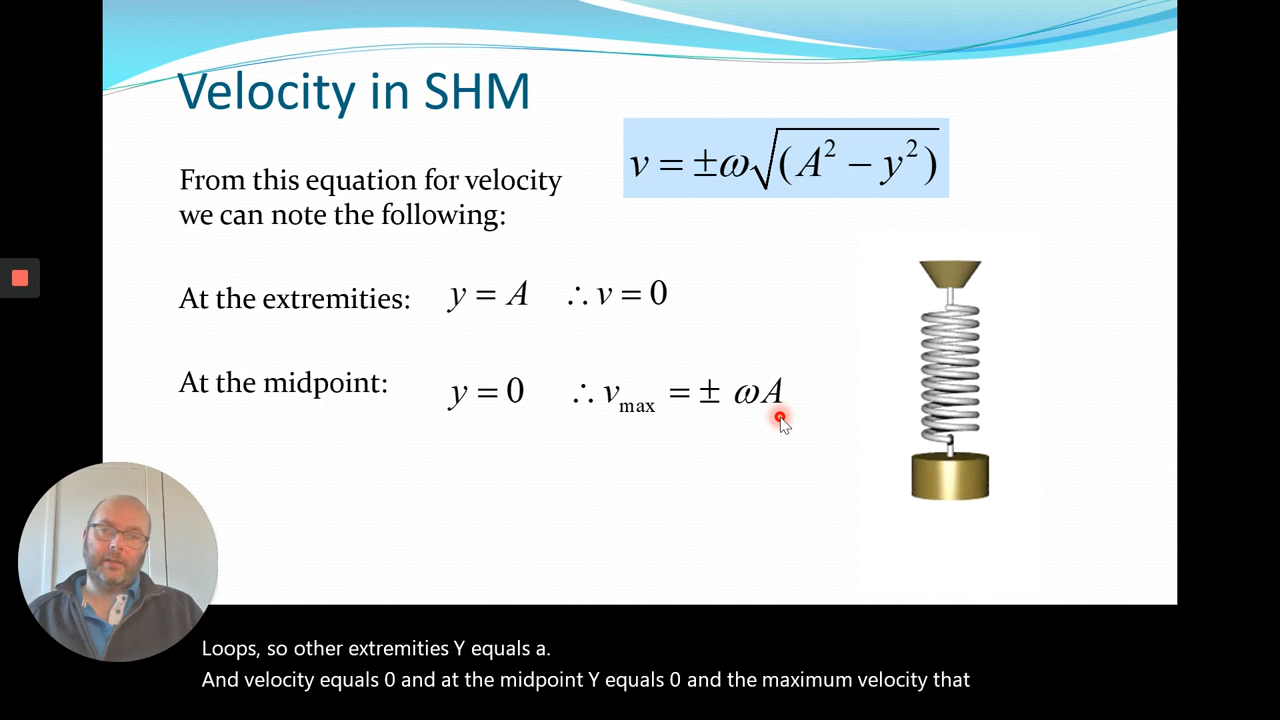 Velocity in SHM
v = ±ω√(A² − y²)
From this equation for velocity
we can note the following:
At the extremities: y = A ∴ v = 0
At the midpoint: y = 0 ∴ vmax = ± ωA
Loops, so other extremities Y equals a.
And velocity equals 0 and at the midpoint Y equals 0 and the maximum velocity that